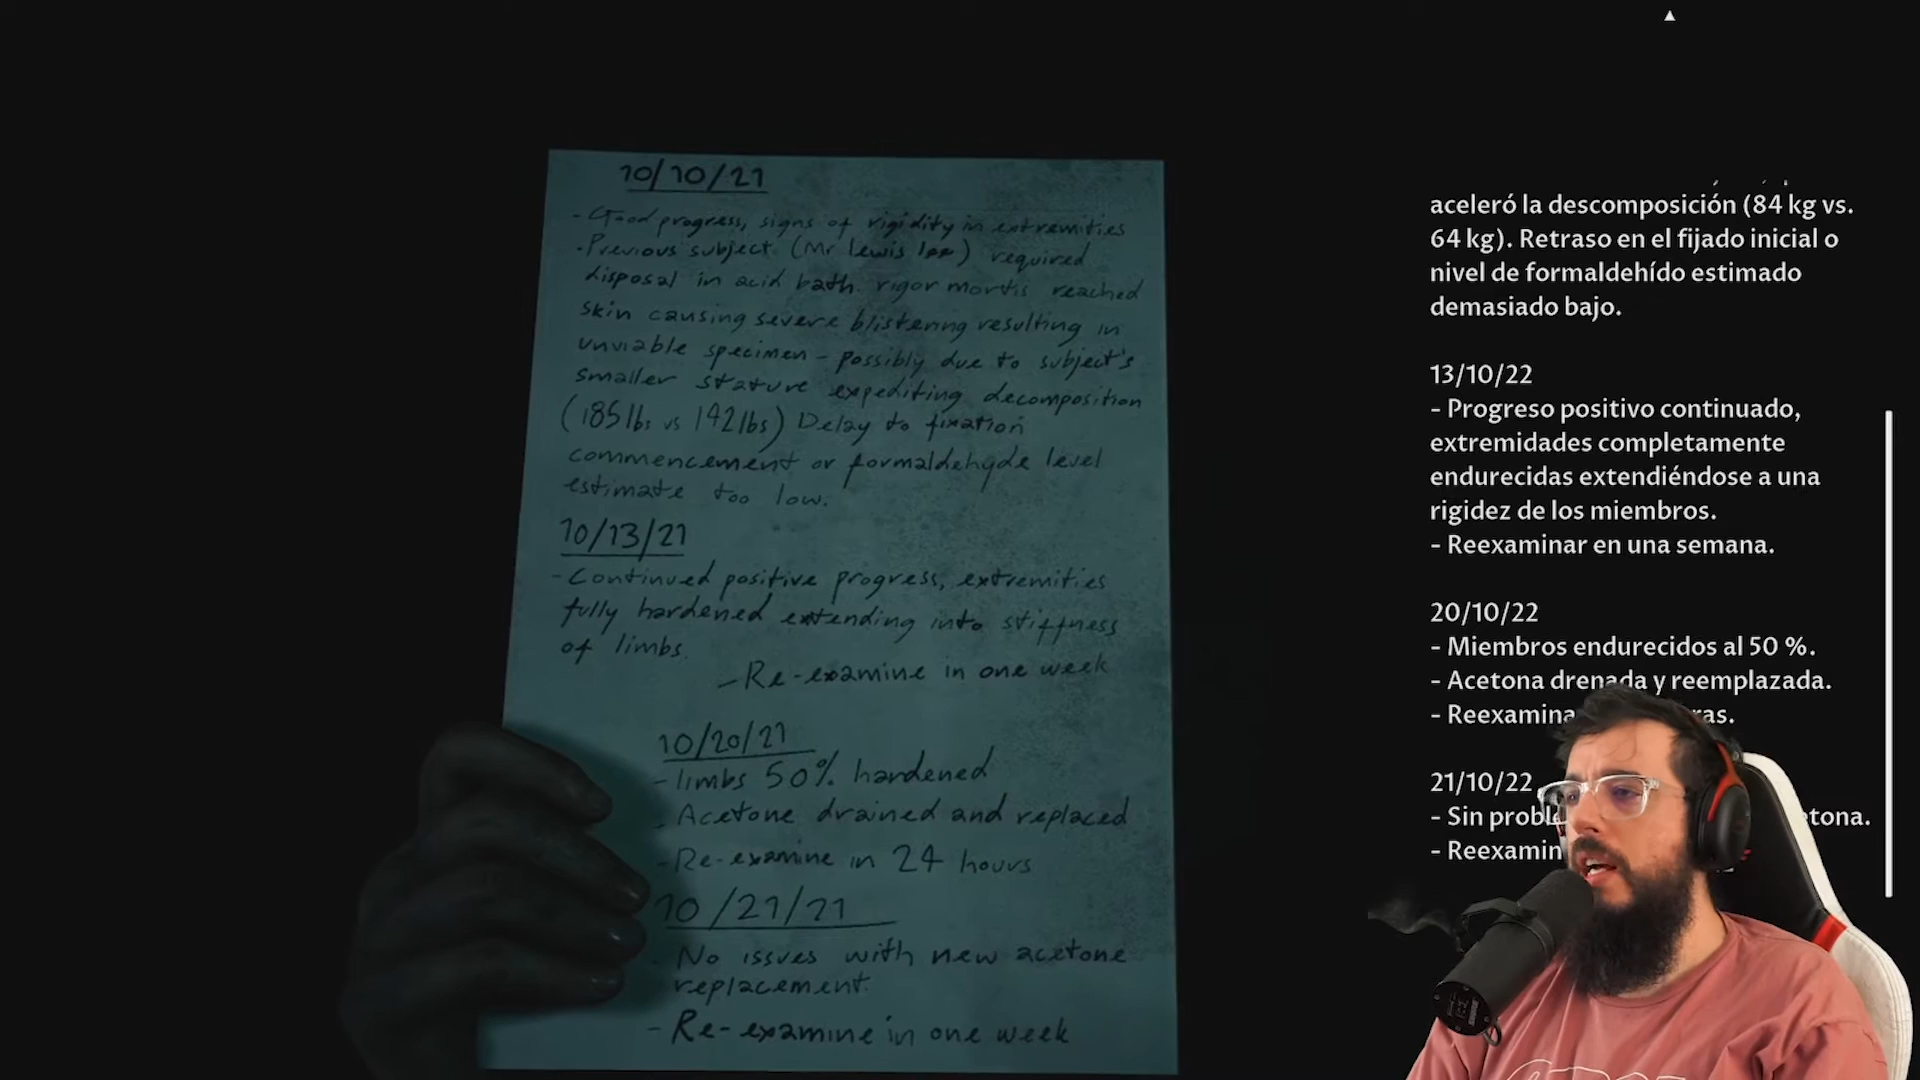 10/10/21
- Good progress, signs of rigidity in extremities
- Previous subject (Mr Lewis lee) required
disposal in acid bath. rigor mortis reached
skin causing severe blistering resulting in
unviable specimen - possibly due to subject's
smaller stature expediting decomposition
(185lbs vs 142lbs) Delay to fixation
commencement or formaldehyde level
estimate too low.
10/13/21
- Continued positive progress, extremities
fully hardened extending into stiffness
of limbs.
- Re-examine in one week
10/20/21
- limbs 50% hardened
- Acetone drained and replaced
- Re-examine in 24 hours
10/21/21
- No issues with new acetone
replacement.
- Re-examine in one week
aceleró la descomposición (84 kg vs.
64 kg). Retraso en el fijado inicial o
nivel de formaldehído estimado
demasiado bajo.
13/10/22
- Progreso positivo continuado,
extremidades completamente
endurecidas extendiéndose a una
rigidez de los miembros.
- Reexaminar en una semana.
20/10/22
- Miembros endurecidos al 50 %.
- Acetona drenada y reemplazada.
- Reexamina ras.
21/10/22
- Sin probl etona.
- Reexamin